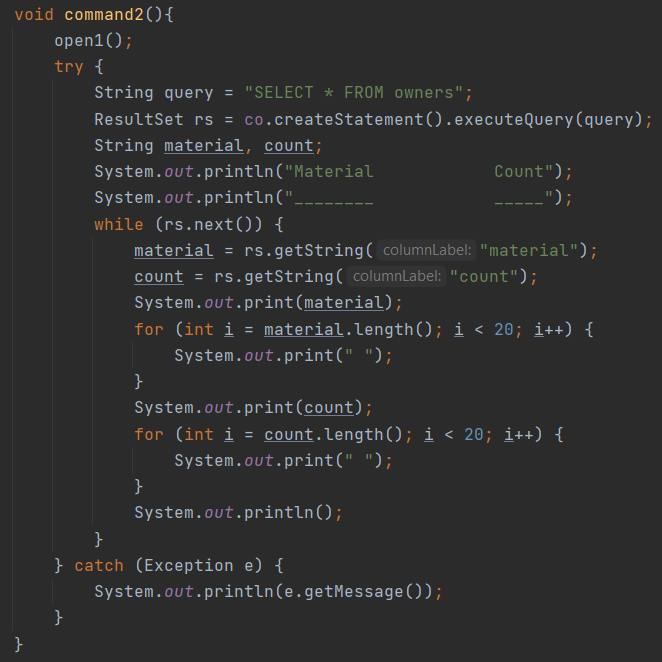 void command2(){
    open1();
    try {
        String query = "SELECT * FROM owners";
        ResultSet rs = co.createStatement().executeQuery(query);
        String material, count;
        System.out.println("Material            Count");
        System.out.println("________            _____");
        while (rs.next()) {
            material = rs.getString( columnLabel: "material");
            count = rs.getString( columnLabel: "count");
            System.out.print(material);
            for (int i = material.length(); i < 20; i++) {
                System.out.print(" ");
            }
            System.out.print(count);
            for (int i = count.length(); i < 20; i++) {
                System.out.print(" ");
            }
            System.out.println();
        }
    } catch (Exception e) {
        System.out.println(e.getMessage());
    }
}